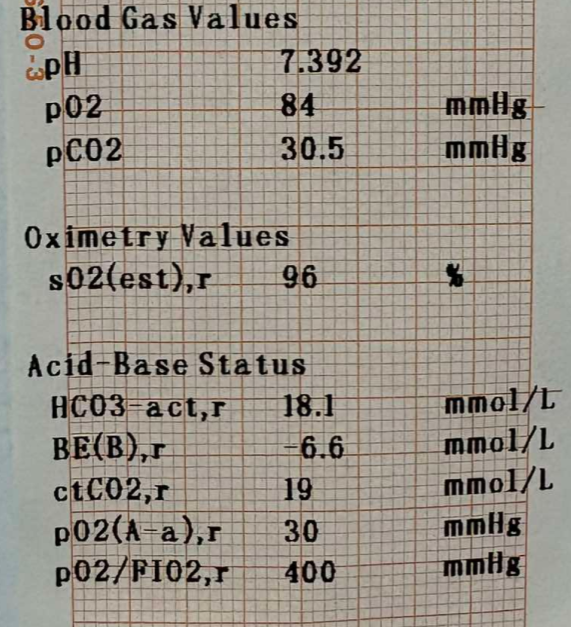 Blood Gas Values
pH 7.392
pO2 84 mmHg
pCO2 30.5 mmHg
Oximetry Values
sO2(est),r 96 %
Acid-Base Status
HCO3-act,r 18.1 mmol/L
BE(B),r -6.6 mmol/L
ctCO2,r 19 mmol/L
pO2(A-a),r 30 mmHg
pO2/FIO2,r 400 mmHg